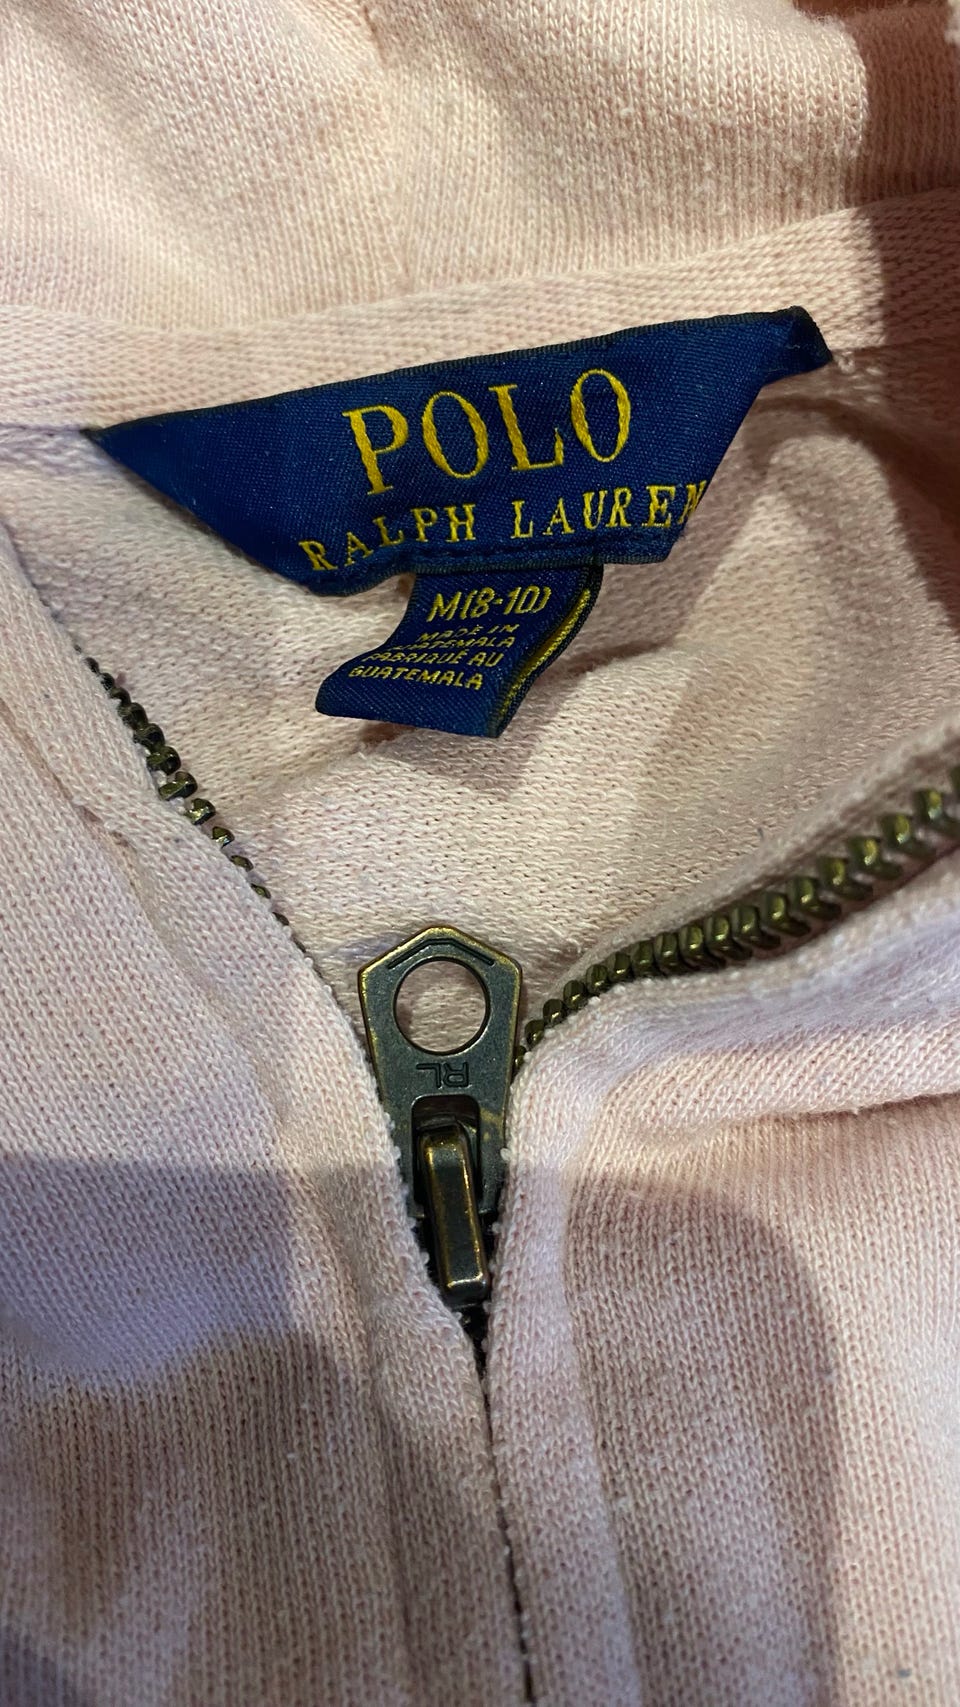 POLO
RALPH LAUREN
M(8-10)
MADE IN
GUATEMALA
FABRIQUÉ AU
GUATEMALA
RL